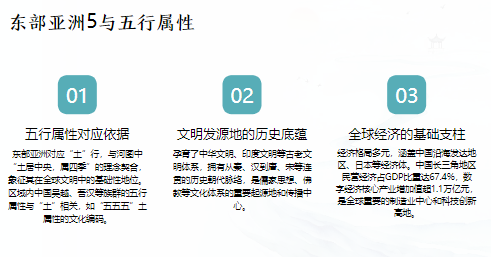 东部亚洲5与五行属性
01
02
03
五行属性对应依据
文明发源地的历史底蕴
全球经济的基础支柱
东部亚洲对应“土”行，与河图中
“土居中央、属四季”的理念契合，
象征其在全球文明中的基础性地位。
区域内中国吴越、晋汉等族群的五行
属性与“土”相关，如“五五五”土
属性的文化编码。
孕育了中华文明、印度文明等古老文
明体系，拥有从秦、汉到唐、宋等连
贯的历史朝代脉络，是儒家思想、佛
教等文化体系的重要起源地和传播中
心。
经济格局多元，涵盖中国沿海发达地
区、日本等经济体。中国长三角地区
民营经济占GDP比重达67.4%，数
字经济核心产业增加值超1.1万亿元，
是全球重要的制造业中心和科技创新
高地。